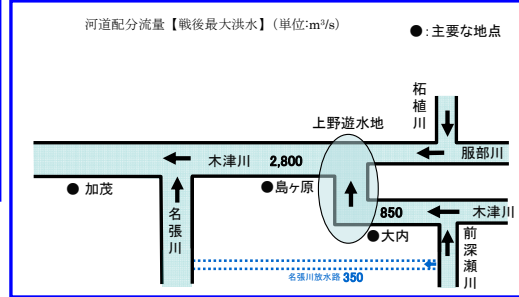 河道配分流量【戦後最大洪水】(単位:m³/s)
●:主要な地点
柘植川
上野遊水地
服部川
木津川 2,800
加茂
島ヶ原
名張川
850
木津川
大内
前深瀬川
名張川放水路 350